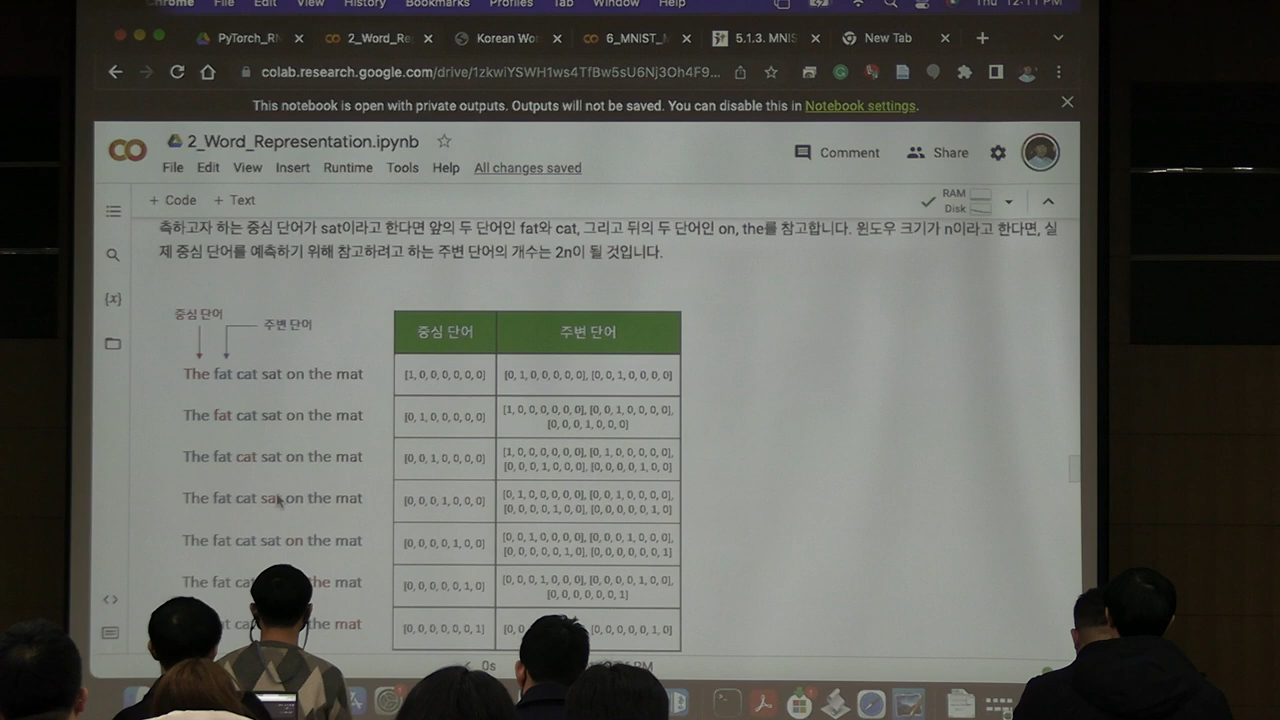 Chrome File Edit View History Bookmarks Profiles Tab Window Help Thu 12:11 PM
PyTorch_RN 2_Word_Re Korean Wo 6_MNIST_ 5.1.3. MNIS New Tab
colab.research.google.com/drive/1zkwiYSWH1ws4TfBw5sU6Nj3Oh4F9...
This notebook is open with private outputs. Outputs will not be saved. You can disable this in Notebook settings.
2_Word_Representation.ipynb
Comment Share
File Edit View Insert Runtime Tools Help All changes saved
+ Code + Text
RAM
Disk
측하고자 하는 중심 단어가 sat이라고 한다면 앞의 두 단어인 fat와 cat, 그리고 뒤의 두 단어인 on, the를 참고합니다. 윈도우 크기가 n이라고 한다면, 실
제 중심 단어를 예측하기 위해 참고하려고 하는 주변 단어의 개수는 2n이 될 것입니다.
{x}
중심 단어
주변 단어
중심 단어 주변 단어
The fat cat sat on the mat [1, 0, 0, 0, 0, 0, 0] [0, 1, 0, 0, 0, 0, 0], [0, 0, 1, 0, 0, 0, 0]
The fat cat sat on the mat [0, 1, 0, 0, 0, 0, 0] [1, 0, 0, 0, 0, 0, 0], [0, 0, 1, 0, 0, 0, 0],
[0, 0, 0, 1, 0, 0, 0]
The fat cat sat on the mat [0, 0, 1, 0, 0, 0, 0] [1, 0, 0, 0, 0, 0, 0], [0, 1, 0, 0, 0, 0, 0],
[0, 0, 0, 1, 0, 0, 0], [0, 0, 0, 0, 1, 0, 0]
The fat cat sat on the mat [0, 0, 0, 1, 0, 0, 0] [0, 1, 0, 0, 0, 0, 0], [0, 0, 1, 0, 0, 0, 0],
[0, 0, 0, 0, 1, 0, 0], [0, 0, 0, 0, 0, 1, 0]
The fat cat sat on the mat [0, 0, 0, 0, 1, 0, 0] [0, 0, 1, 0, 0, 0, 0], [0, 0, 0, 1, 0, 0, 0],
[0, 0, 0, 0, 0, 1, 0], [0, 0, 0, 0, 0, 0, 1]
The fat cat the mat [0, 0, 0, 0, 0, 1, 0] [0, 0, 0, 1, 0, 0, 0], [0, 0, 0, 0, 1, 0, 0],
[0, 0, 0, 0, 0, 0, 1]
the mat [0, 0, 0, 0, 0, 0, 1] [0, 0 [0, 0, 0, 0, 0, 1, 0]
0s PM